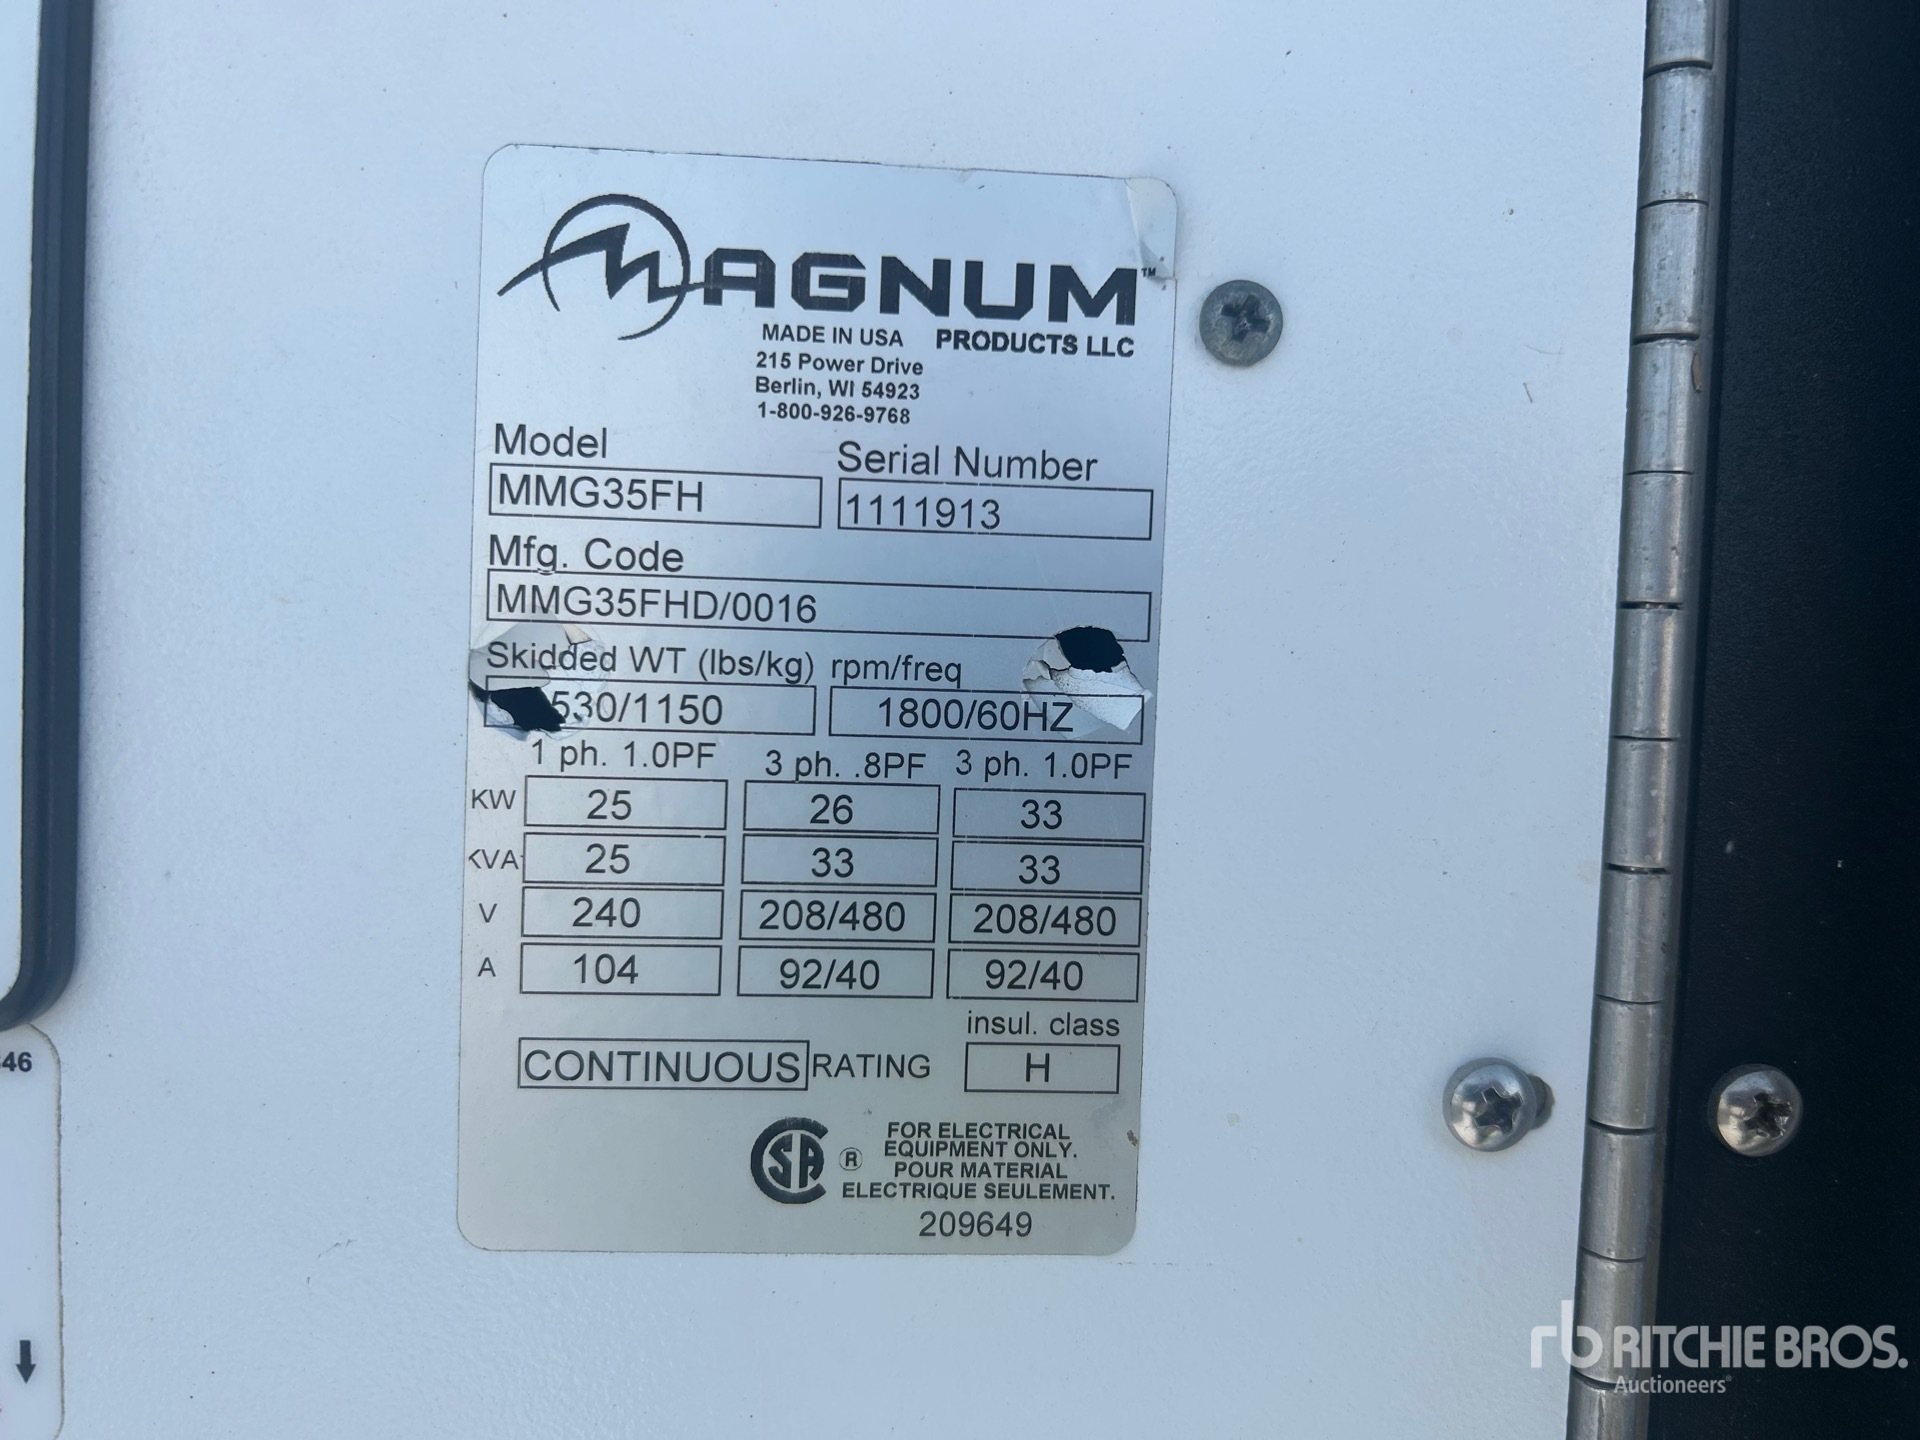 MAGNUM™
MADE IN USA PRODUCTS LLC
215 Power Drive
Berlin, WI 54923
1-800-926-9768
Model Serial Number
MMG35FH 1111913
Mfg. Code
MMG35FHD/0016
Skidded WT (lbs/kg) rpm/freq
530/1150 1800/60HZ
1 ph. 1.0PF 3 ph. .8PF 3 ph. 1.0PF
KW 25 26 33
KVA 25 33 33
V 240 208/480 208/480
A 104 92/40 92/40
insul. class
CONTINUOUS RATING H
CSA ® FOR ELECTRICAL
EQUIPMENT ONLY.
POUR MATERIAL
ELECTRIQUE SEULEMENT.
209649
46
rb RITCHIE BROS.
Auctioneers®